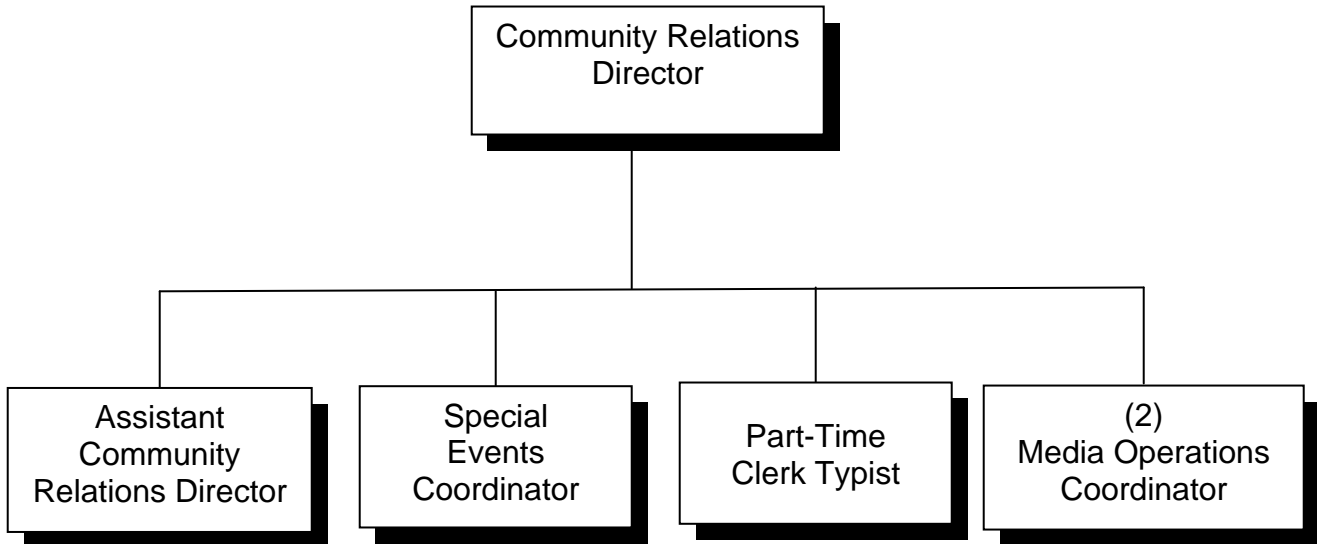 Community Relations
Director
Assistant
Community
Relations Director
Special
Events
Coordinator
Part-Time
Clerk Typist
(2)
Media Operations
Coordinator